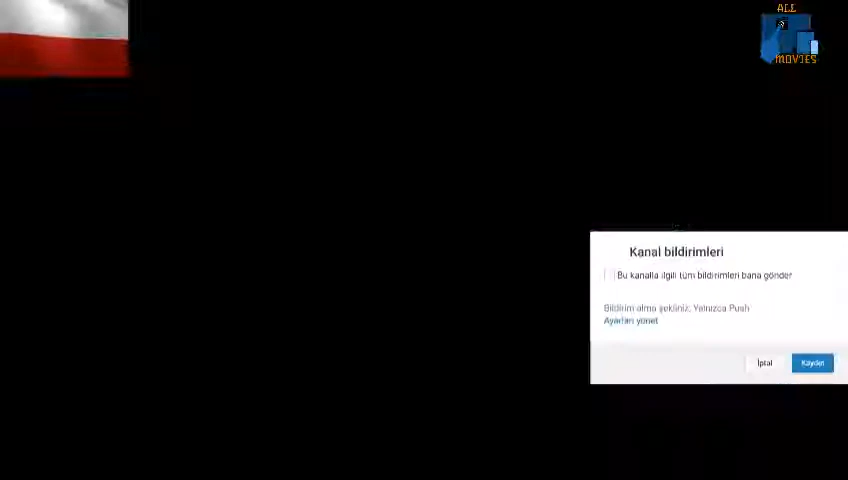 ALL
MOVIES
Kanal bildirimleri
Bu kanalla ilgili tüm bildirimleri bana gönder
Bildirim alma şekliniz: Yalnızca Push
Ayarları yönet
İptal
Kaydet